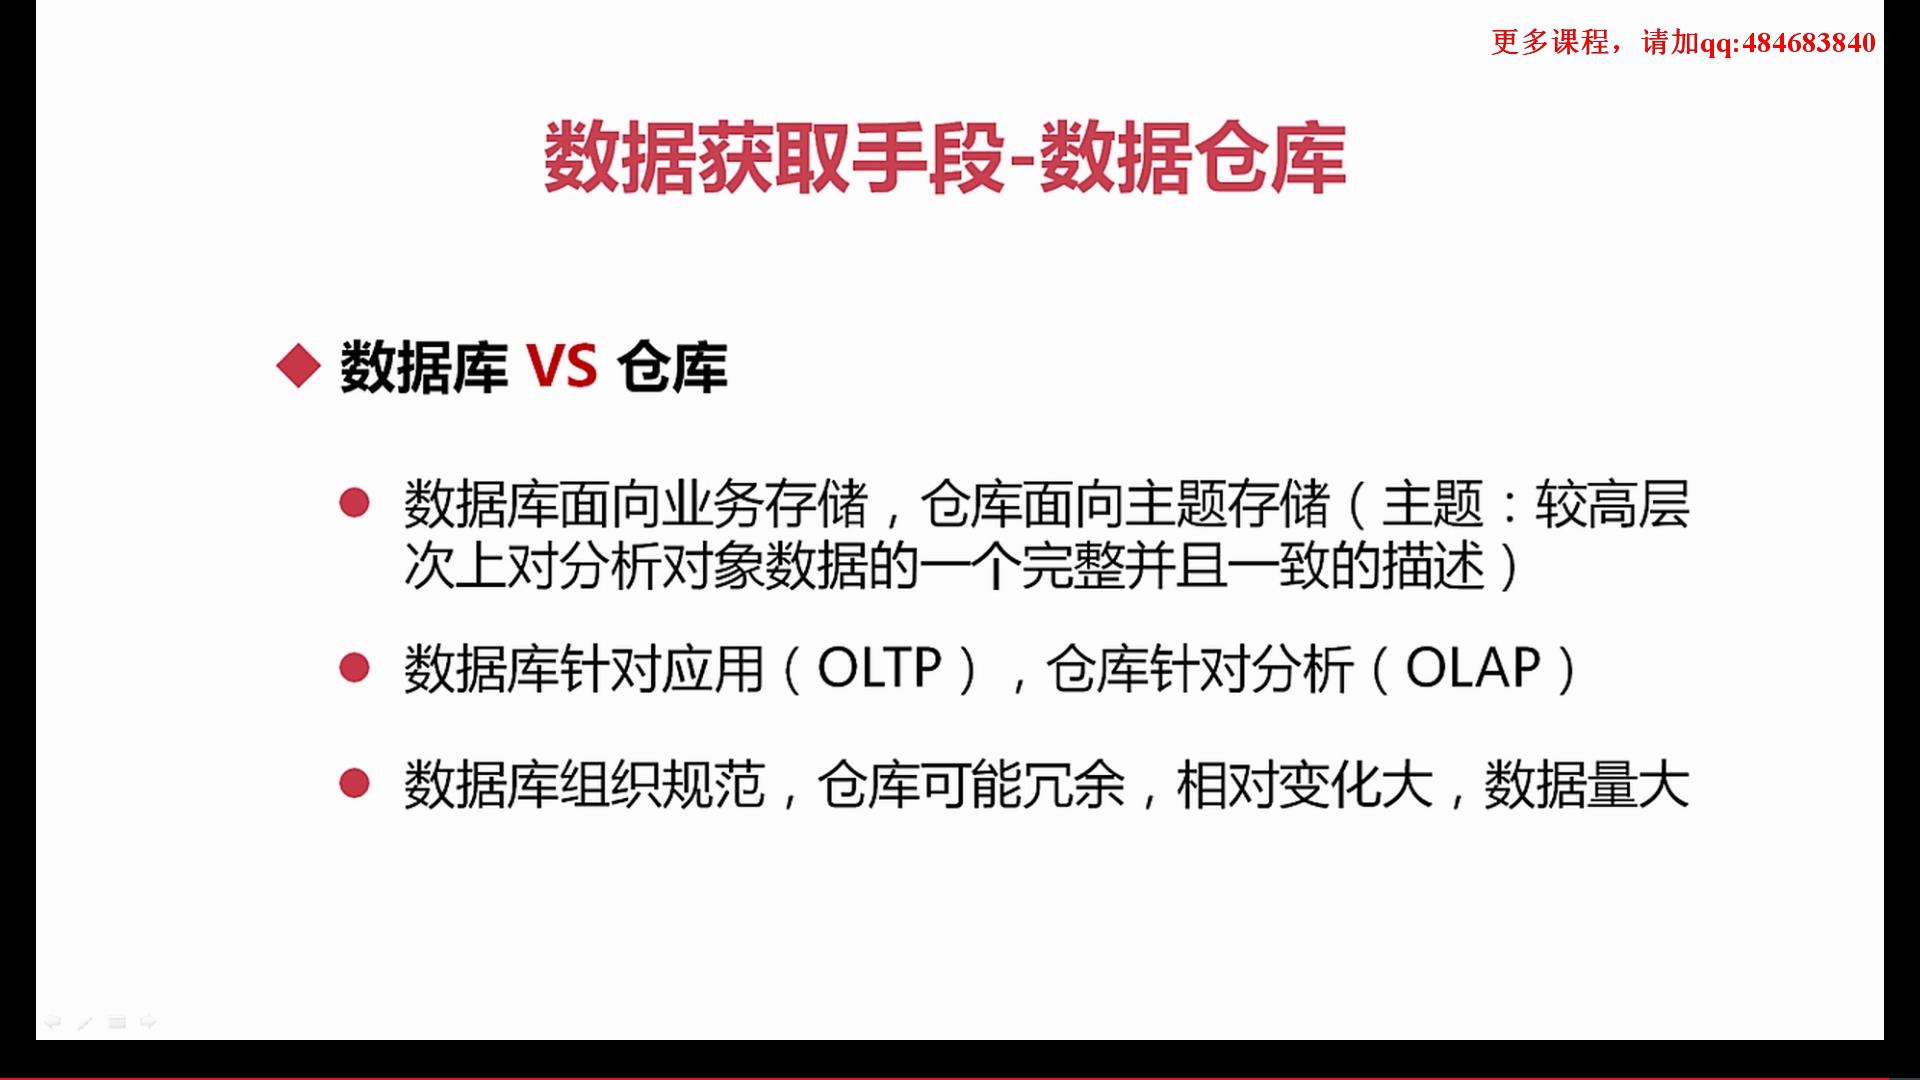 更多课程，请加qq:484683840
数据获取手段-数据仓库
数据库 VS 仓库
数据库面向业务存储，仓库面向主题存储（主题：较高层
次上对分析对象数据的一个完整并且一致的描述）
数据库针对应用（OLTP），仓库针对分析（OLAP）
数据库组织规范，仓库可能冗余，相对变化大，数据量大